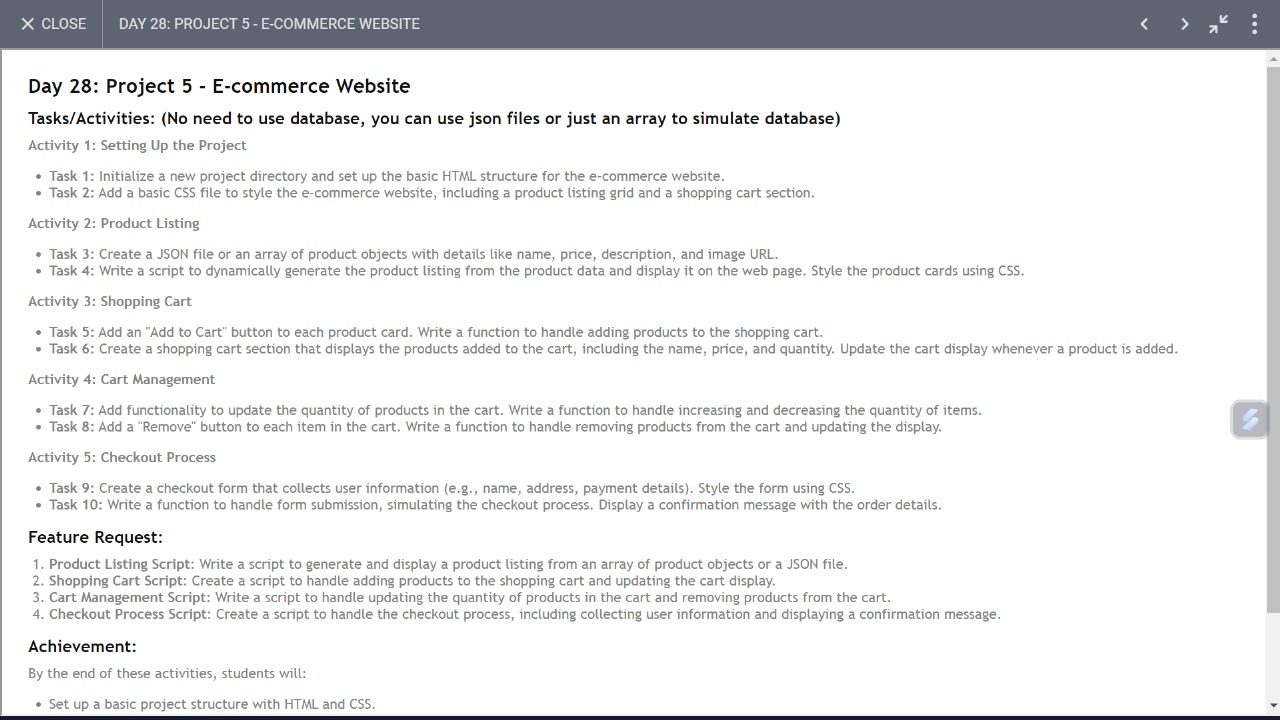 CLOSE
DAY 28: PROJECT 5 - E-COMMERCE WEBSITE
Day 28: Project 5 - E-commerce Website
Tasks/Activities: (No need to use database, you can use json files or just an array to simulate database)
Activity 1: Setting Up the Project
• Task 1: Initialize a new project directory and set up the basic HTML structure for the e-commerce website.
• Task 2: Add a basic CSS file to style the e-commerce website, including a product listing grid and a shopping cart section.
Activity 2: Product Listing
• Task 3: Create a JSON file or an array of product objects with details like name, price, description, and image URL.
• Task 4: Write a script to dynamically generate the product listing from the product data and display it on the web page. Style the product cards using CSS.
Activity 3: Shopping Cart
• Task 5: Add an "Add to Cart" button to each product card. Write a function to handle adding products to the shopping cart.
• Task 6: Create a shopping cart section that displays the products added to the cart, including the name, price, and quantity. Update the cart display whenever a product is added.
Activity 4: Cart Management
• Task 7: Add functionality to update the quantity of products in the cart. Write a function to handle increasing and decreasing the quantity of items.
• Task 8: Add a "Remove" button to each item in the cart. Write a function to handle removing products from the cart and updating the display.
Activity 5: Checkout Process
• Task 9: Create a checkout form that collects user information (e.g., name, address, payment details). Style the form using CSS.
• Task 10: Write a function to handle form submission, simulating the checkout process. Display a confirmation message with the order details.
Feature Request:
1. Product Listing Script: Write a script to generate and display a product listing from an array of product objects or a JSON file.
2. Shopping Cart Script: Create a script to handle adding products to the shopping cart and updating the cart display.
3. Cart Management Script: Write a script to handle updating the quantity of products in the cart and removing products from the cart.
4. Checkout Process Script: Create a script to handle the checkout process, including collecting user information and displaying a confirmation message.
Achievement:
By the end of these activities, students will:
• Set up a basic project structure with HTML and CSS.